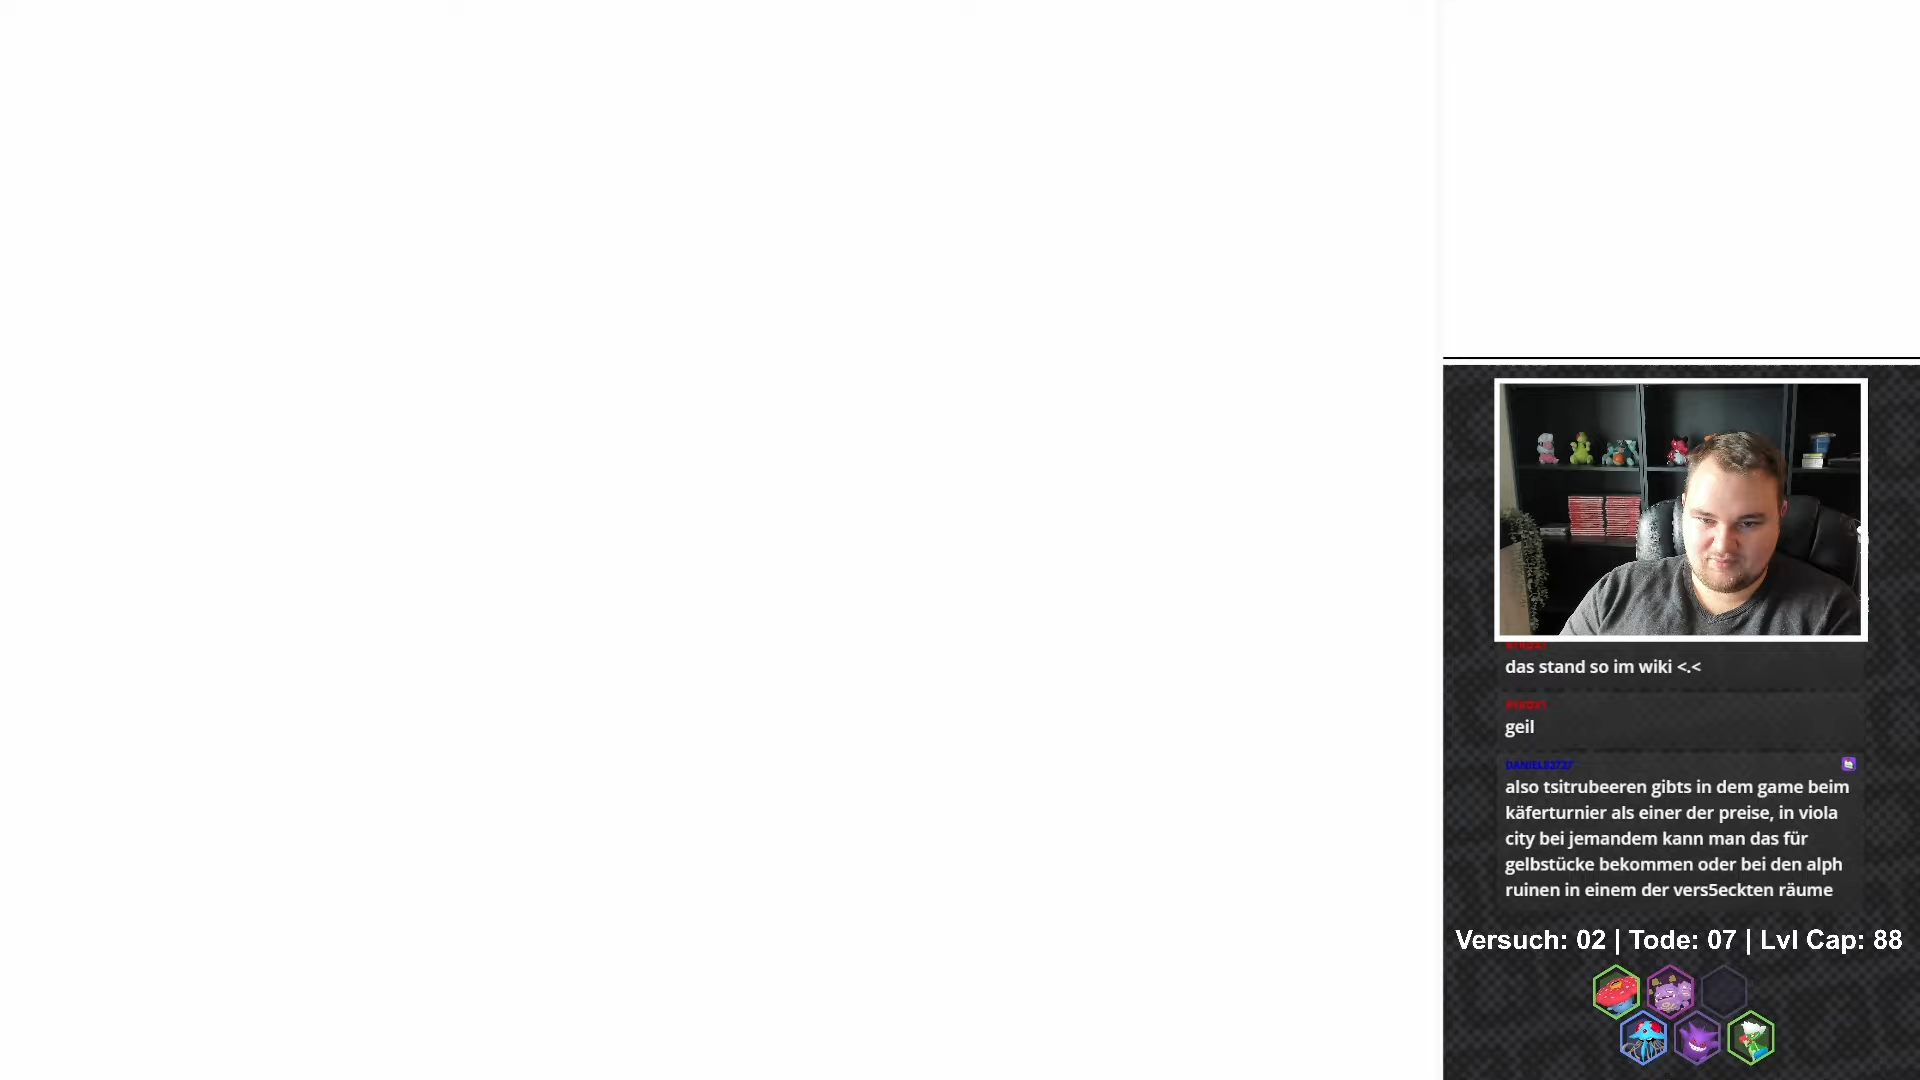 das stand so im wiki <.<
geil
DANIEL82727
also tsitrubeeren gibts in dem game beim
käferturnier als einer der preise, in viola
city bei jemandem kann man das für
gelbstücke bekommen oder bei den alph
ruinen in einem der vers5eckten räume
Versuch: 02 | Tode: 07 | Lvl Cap: 88